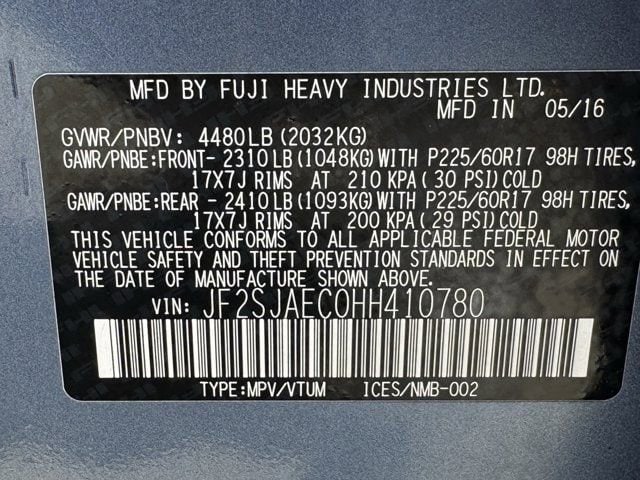 MFD BY FUJI HEAVY INDUSTRIES LTD.
MFD IN 05/16
GVWR/PNBV: 4480LB(2032KG)
GAWR/PNBE:FRONT- 2310LB(1048KG)WITH P225/60R17 98H TIRES,
17X7J RIMS AT 210 KPA( 30 PSI)COLD
GAWR/PNBE:REAR - 2410LB(1093KG)WITH P225/60R17 98H TIRES,
17X7J RIMS AT 200 KPA( 29 PSI)COLD
THIS VEHICLE CONFORMS TO ALL APPLICABLE FEDERAL MOTOR
VEHICLE SAFETY AND THEFT PREVENTION STANDARDS IN EFFECT ON
THE DATE OF MANUFACTURE SHOWN ABOVE.
VIN: JF2SJAEC0HH410780
TYPE:MPV/VTUM ICES/NMB-002